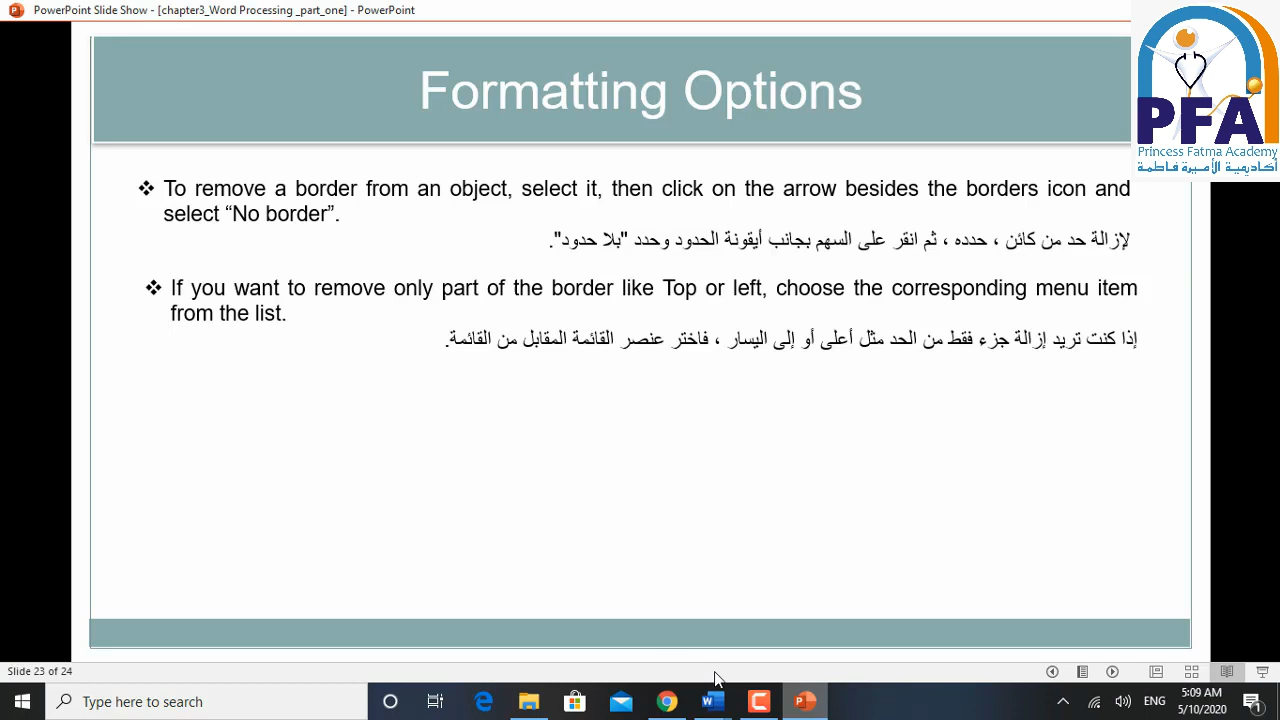 PowerPoint Slide Show - [chapter3_Word Processing _part_one] - PowerPoint
PFA
Princess Fatma Academy
أكاديمية الأميرة فاطمة
Formatting Options
❖ To remove a border from an object, select it, then click on the arrow besides the borders icon and
select “No border”.
لإزالة حد من كائن ، حدده ، ثم انقر على السهم بجانب أيقونة الحدود وحدد "بلا حدود".
❖ If you want to remove only part of the border like Top or left, choose the corresponding menu item
from the list.
إذا كنت تريد إزالة جزء فقط من الحد مثل أعلى أو إلى اليسار ، فاختر عنصر القائمة المقابل من القائمة.
Slide 23 of 24
Type here to search
ENG
5:09 AM
5/10/2020
1